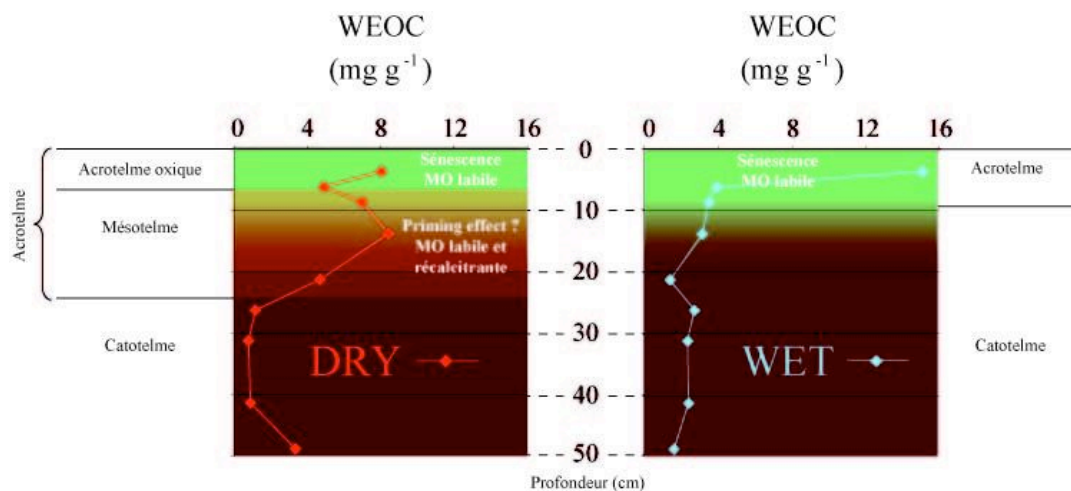 WEOC
(mg g⁻¹)
WEOC
(mg g⁻¹)
0 4 8 12 16
0 4 8 12 16
Acrotelme
Acrotelme oxique
Mésotelme
Catotelme
Sénescence
MO labile
Priming effect ?
MO labile et
récalcitrante
DRY
0
10
20
30
40
50
Profondeur (cm)
Sénescence
MO labile
WET
Acrotelme
Catotelme